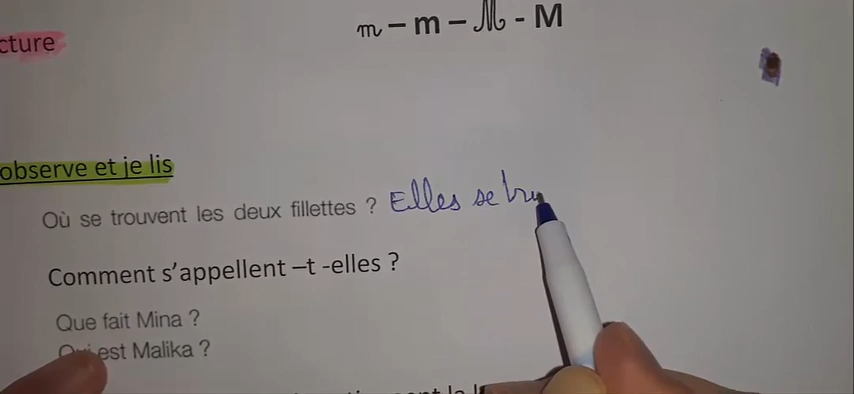 m - m - M - M
cture
observe et je lis
Où se trouvent les deux fillettes ? Elles se
Comment s'appellent –t -elles ?
Que fait Mina ?
Qui est Malika ?